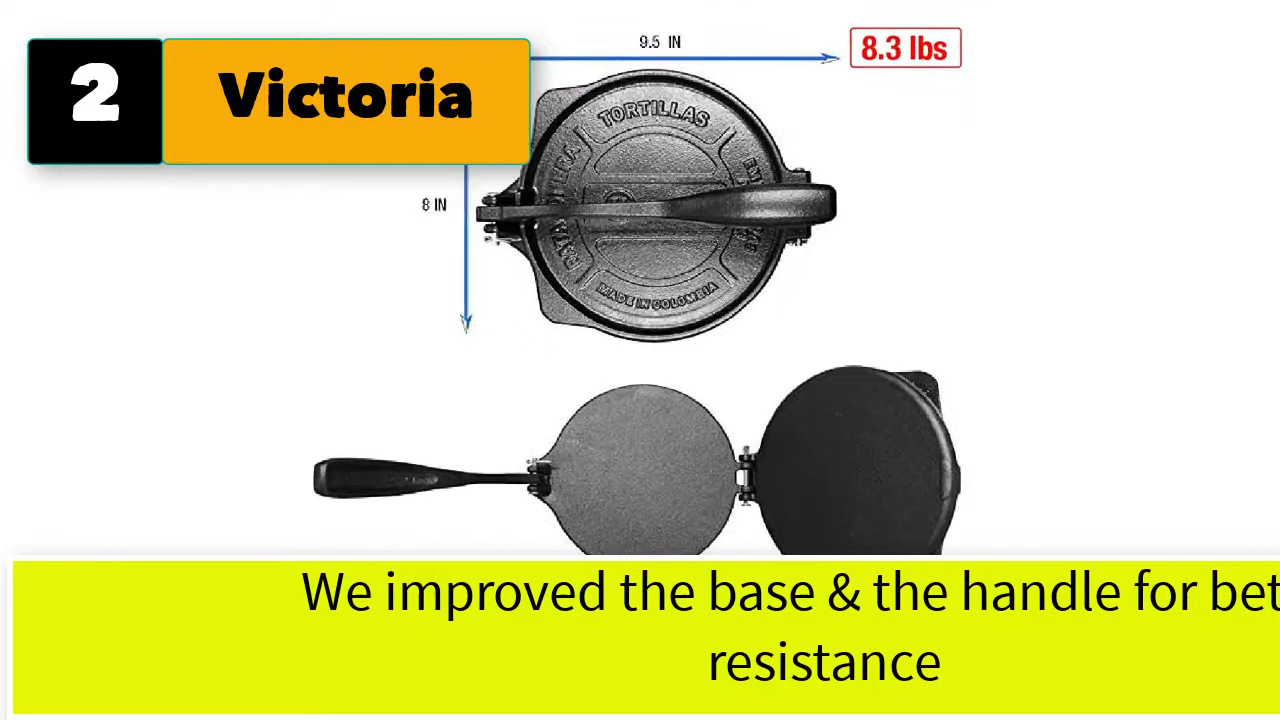 2 Victoria
9.5 IN
8.3 lbs
8 IN
TORTILLAS
MADE IN COLOMBIA
We improved the base & the handle for bet
resistance